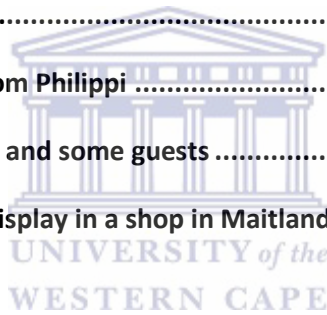 ........................................
om Philippi ........................
and some guests ..............
isplay in a shop in Maitland
UNIVERSITY of the
WESTERN CAPE